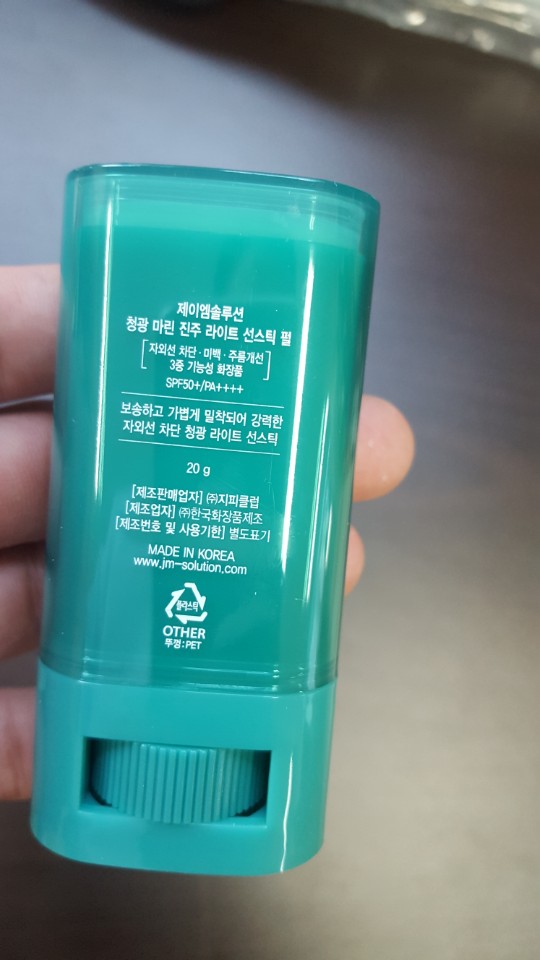 제이엠솔루션
청광 마린 진주 라이트 선스틱 펄
[자외선 차단 · 미백 · 주름개선
3중 기능성 화장품]
SPF50+/PA++++
보송하고 가볍게 밀착되어 강력한
자외선 차단 청광 라이트 선스틱
20 g
[제조판매업자] ㈜지피클럽
[제조업자] ㈜한국화장품제조
[제조번호 및 사용기한] 별도표기
MADE IN KOREA
www.jm-solution.com
플라스틱
OTHER
뚜껑:PET